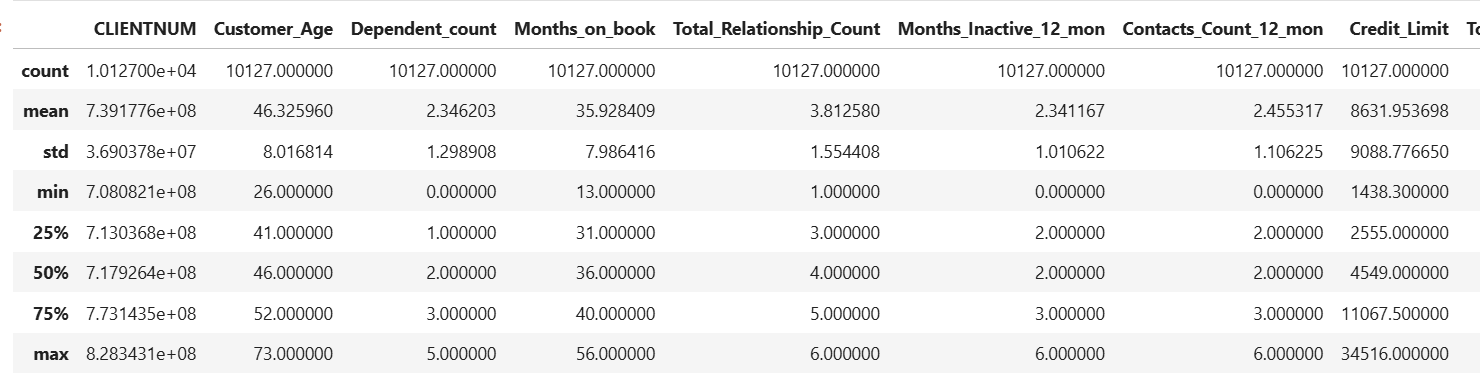 CLIENTNUM Customer_Age Dependent_count Months_on_book Total_Relationship_Count Months_Inactive_12_mon Contacts_Count_12_mon Credit_Limit
count 1.012700e+04 10127.000000 10127.000000 10127.000000 10127.000000 10127.000000 10127.000000 10127.000000
mean 7.391776e+08 46.325960 2.346203 35.928409 3.812580 2.341167 2.455317 8631.953698
std 3.690378e+07 8.016814 1.298908 7.986416 1.554408 1.010622 1.106225 9088.776650
min 7.080821e+08 26.000000 0.000000 13.000000 1.000000 0.000000 0.000000 1438.300000
25% 7.130368e+08 41.000000 1.000000 31.000000 3.000000 2.000000 2.000000 2555.000000
50% 7.179264e+08 46.000000 2.000000 36.000000 4.000000 2.000000 2.000000 4549.000000
75% 7.731435e+08 52.000000 3.000000 40.000000 5.000000 3.000000 3.000000 11067.500000
max 8.283431e+08 73.000000 5.000000 56.000000 6.000000 6.000000 6.000000 34516.000000